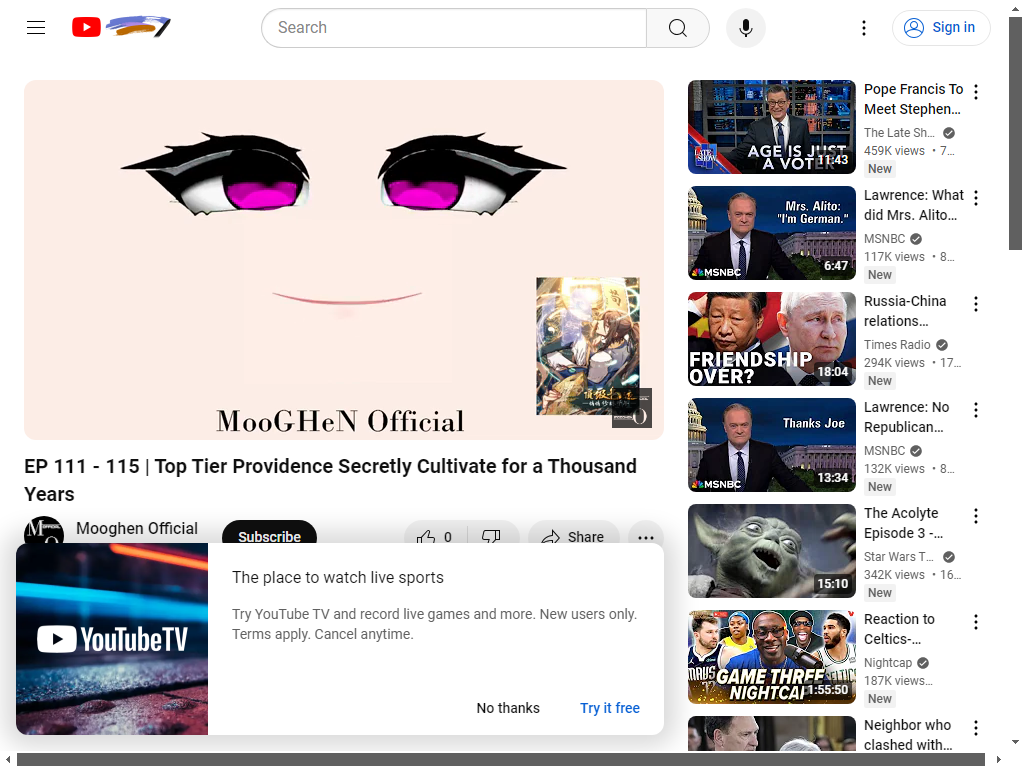 Search
Sign in
MooGHeN Official
EP 111 - 115 | Top Tier Providence Secretly Cultivate for a Thousand
Years
Mooghen Official
Subscribe
0
Share
YouTubeTV
The place to watch live sports
Try YouTube TV and record live games and more. New users only.
Terms apply. Cancel anytime.
No thanks
Try it free
LATE SHOW
AGE IS JUST
A VOTE
11:43
Pope Francis To
Meet Stephen…
The Late Sh…
459K views • 7…
New
Mrs. Alito:
"I'm German."
MSNBC
6:47
Lawrence: What
did Mrs. Alito…
MSNBC
117K views • 8…
New
FRIENDSHIP
OVER?
18:04
Russia-China
relations…
Times Radio
294K views • 17…
New
Thanks Joe
MSNBC
13:34
Lawrence: No
Republican…
MSNBC
132K views • 8…
New
15:10
The Acolyte
Episode 3 -…
Star Wars T…
342K views • 16…
New
MAVS
CELTICS
GAME THREE
NIGHTCAP
1:55:50
Reaction to
Celtics-…
Nightcap
187K views…
New
Neighbor who
clashed with…